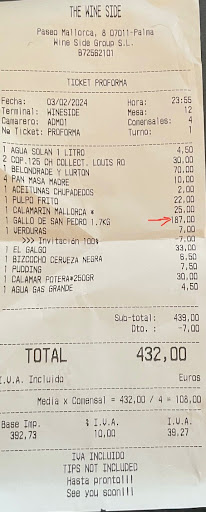 THE WINE SIDE
Paseo Mallorca, 8 07011-Palma
Wine Side Group S.L.
B72562101
TICKET PROFORMA
Fecha: 03/02/2024 Hora: 23:55
Terminal: WINESIDE Mesa: 12
Camarero: ADMO1 Comensales: 4
No Ticket: PROFORMA Turno: 1
1 AGUA SOLAN 1 LITRO 4,50
2 COP.125 CH COLLECT. LOUIS RO 30,00
1 BELONDRADE Y LURTON 70,00
4 PAN MASA MADRE 10,00
1 ACEITUNAS CHUPADEDOS 2,00
1 PULPO FRITO 22,00
1 CALAMARIN MALLORCA * 25,00
1 GALLO DE SAN PEDRO 1.7KG 187,00
1 VERDURAS 7,00
>>> Invitación 100% -7,00
1 EL GALGO 33,00
1 BIZCOCHO CERVEZA NEGRA 6,50
1 PUDDING 7,50
1 CALAMAR POTERA*250GR 30,00
1 AGUA GAS GRANDE 4,50
Sub-total: 439,00
Dto. : -7,00
TOTAL 432,00
I.V.A. Incluido Euros
Media x Comensal = 432,00 / 4 = 108,00
Base Imp. % I.V.A. I.V.A.
392,73 10,00 39,27
IVA INCLUIDO
TIPS NOT INCLUDED
Hasta pronto!!!
See you soon!!!